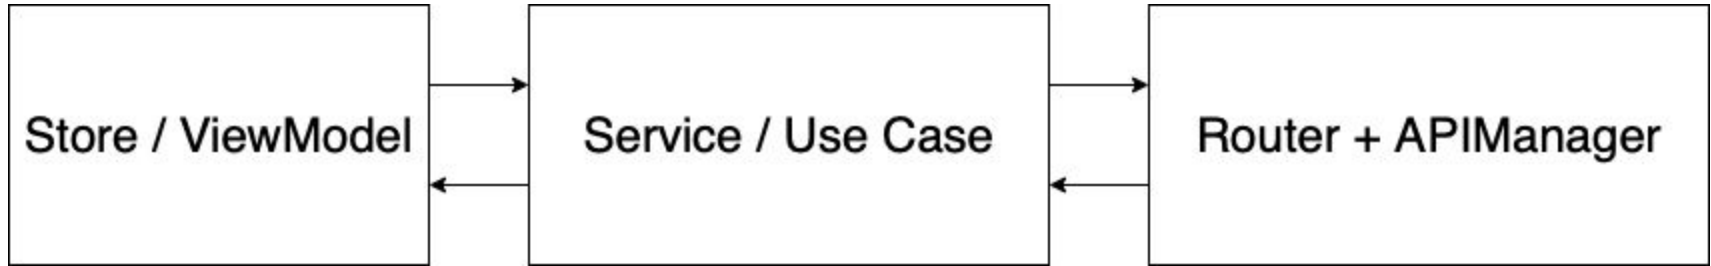 Store / ViewModel
Service / Use Case
Router + APIManager